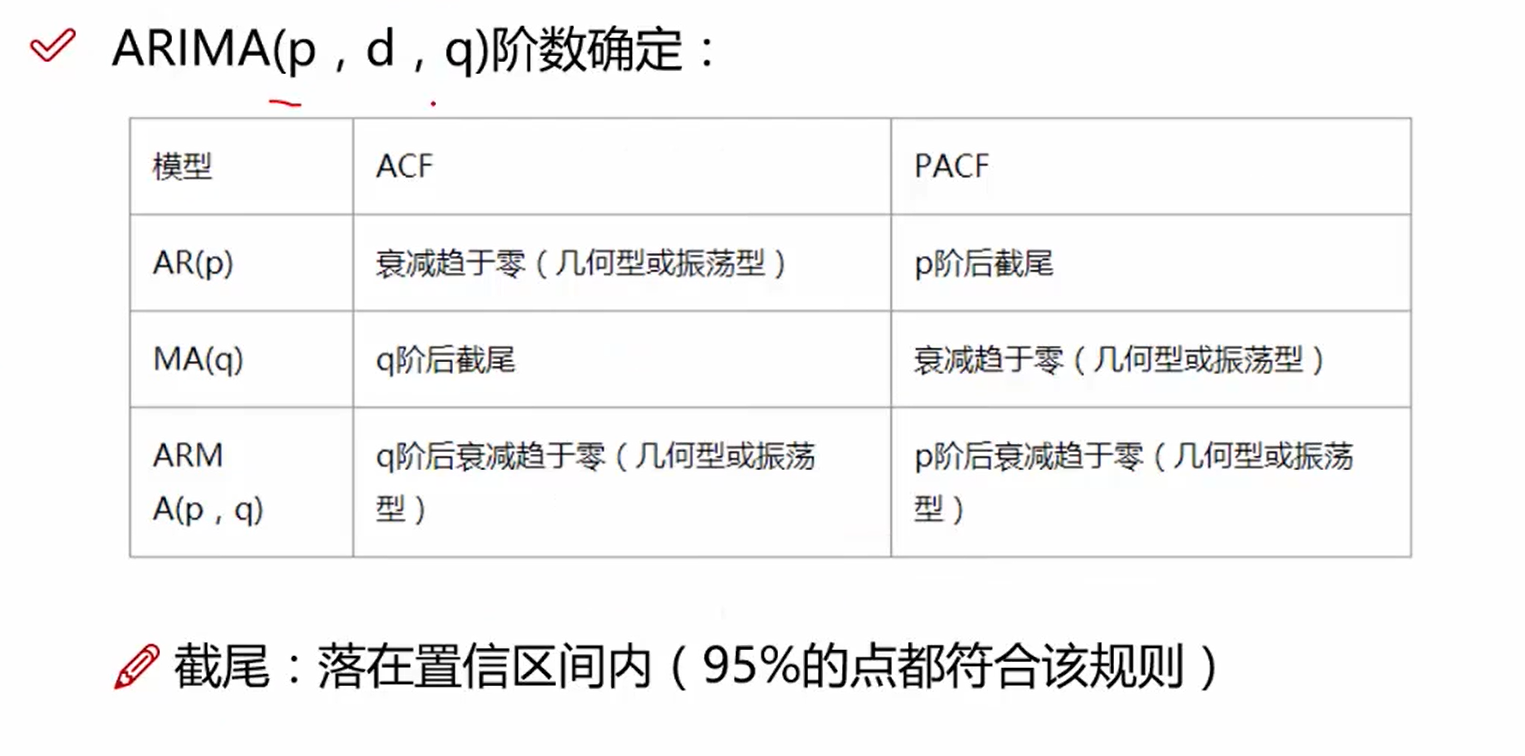 ARIMA(p，d，q)阶数确定：
模型 ACF PACF
AR(p) 衰减趋于零（几何型或振荡型） p阶后截尾
MA(q) q阶后截尾 衰减趋于零（几何型或振荡型）
ARM q阶后衰减趋于零（几何型或振荡 p阶后衰减趋于零（几何型或振荡
A(p，q) 型） 型）
截尾：落在置信区间内（95%的点都符合该规则）